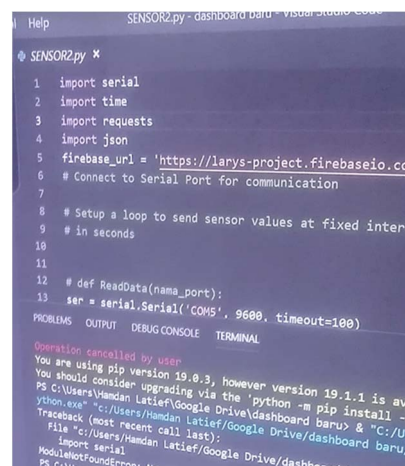 Help
SENSOR2.py - dashboard baru - Visual Studio Code
SENSOR2.py ×
1 import serial
2 import time
3 import requests
4 import json
5 firebase_url = 'https://larys-project.firebaseio.co
6 # Connect to Serial Port for communication
7
8 # Setup a loop to send sensor values at fixed inter
9 # in seconds
10
11
12 # def ReadData(nama_port):
13 ser = serial.Serial('COM5', 9600, timeout=100)
PROBLEMS OUTPUT DEBUG CONSOLE TERMINAL
Operation cancelled by user
You are using pip version 19.0.3, however version 19.1.1 is av
You should consider upgrading via the 'python -m pip install -
PS C:\Users\Hamdan Latief\Google Drive\dashboard baru> & "C:/U
ython.exe" "c:/Users/Hamdan Latief/Google Drive/dashboard baru
Traceback (most recent call last):
File "c:/Users/Hamdan Latief/Google Drive/dashboa
import serial
ModuleNotFoundError:
PS